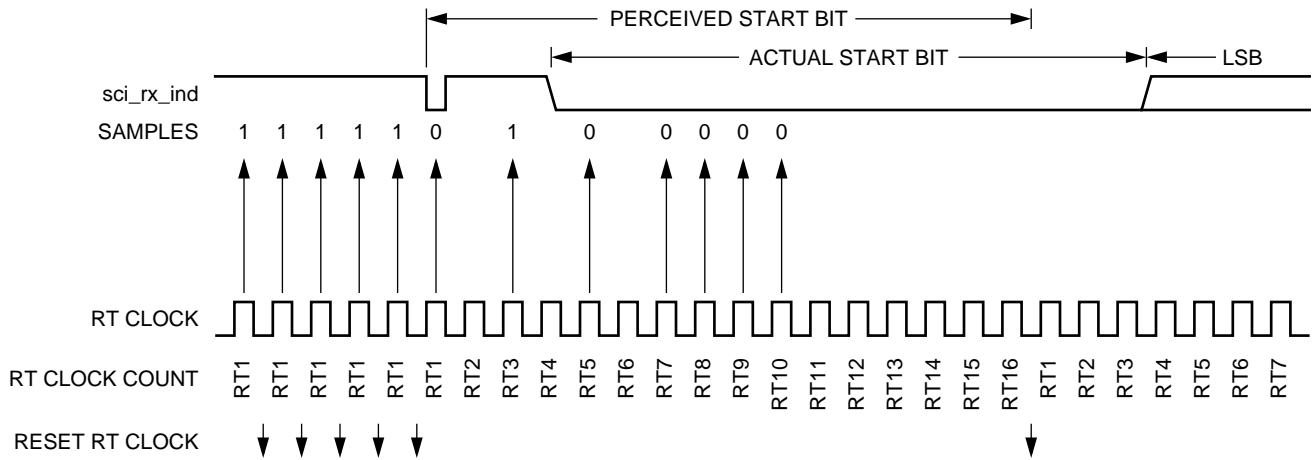 PERCEIVED START BIT
ACTUAL START BIT
LSB
sci_rx_ind
SAMPLES 1 1 1 1 1 0 1 0 0 0 0 0
RT CLOCK
RT CLOCK COUNT RT1 RT1 RT1 RT1 RT1 RT1 RT2 RT3 RT4 RT5 RT6 RT7 RT8 RT9 RT10 RT11 RT12 RT13 RT14 RT15 RT16 RT1 RT2 RT3 RT4 RT5 RT6 RT7
RESET RT CLOCK